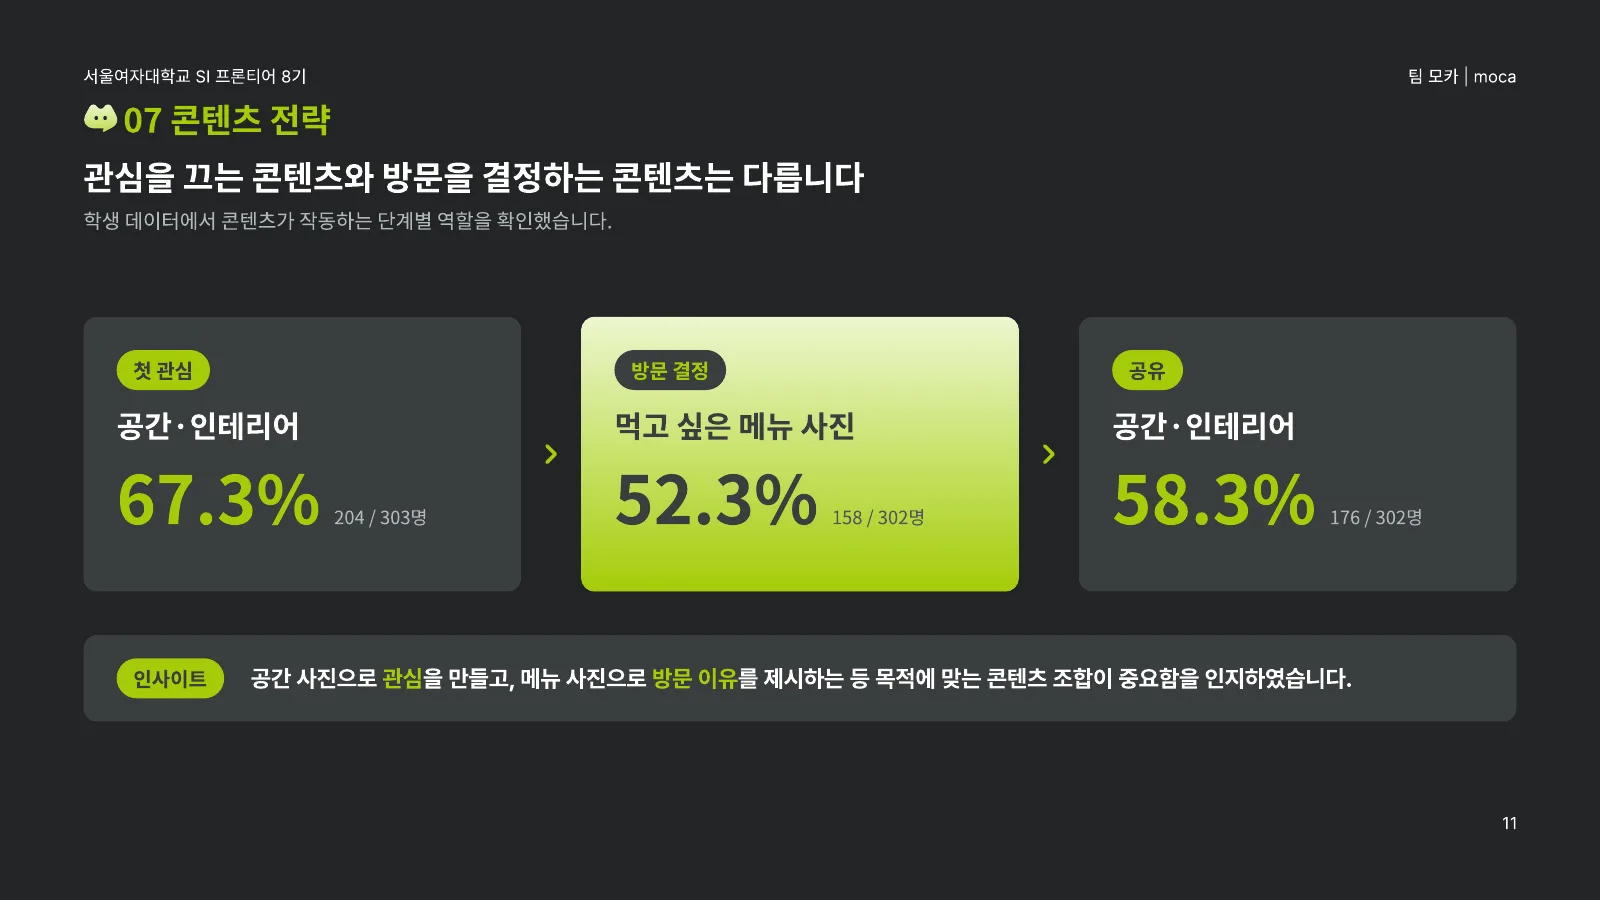 서울여자대학교 SI 프론티어 8기
팀 모카 | moca
07 콘텐츠 전략
관심을 끄는 콘텐츠와 방문을 결정하는 콘텐츠는 다릅니다
학생 데이터에서 콘텐츠가 작동하는 단계별 역할을 확인했습니다.
첫 관심
공간·인테리어
67.3% 204 / 303명
방문 결정
먹고 싶은 메뉴 사진
52.3% 158 / 302명
공유
공간·인테리어
58.3% 176 / 302명
인사이트 공간 사진으로 관심을 만들고, 메뉴 사진으로 방문 이유를 제시하는 등 목적에 맞는 콘텐츠 조합이 중요함을 인지하였습니다.
11